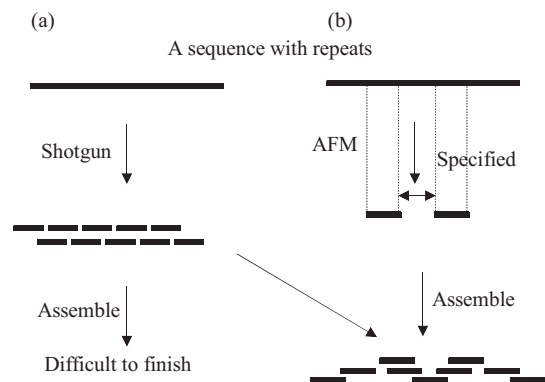 (a)
(b)
A sequence with repeats
Shotgun
AFM
Specified
Assemble
Assemble
Difficult to finish